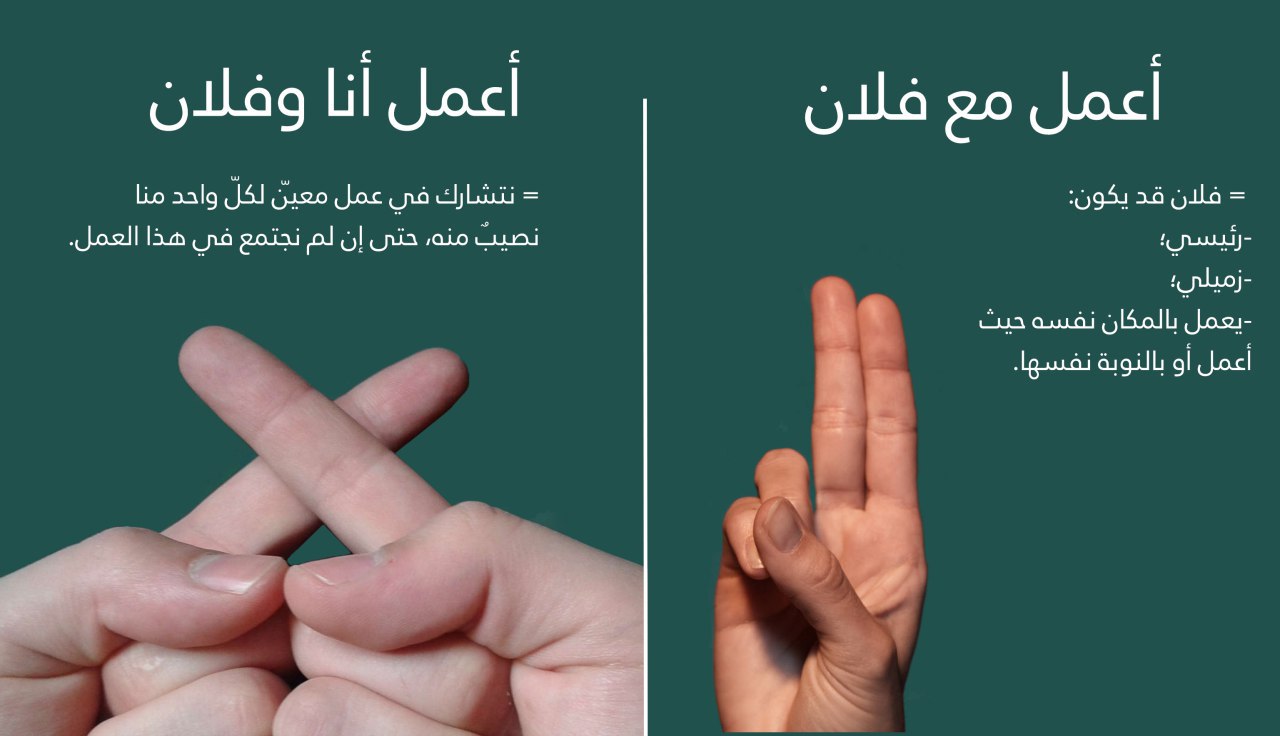 أعمل مع فلان
= فلان قد يكون:
-رئيسي؛
-زميلي؛
-يعمل بالمكان نفسه حيث
أعمل أو بالنوبة نفسها.
أعمل أنا وفلان
= نتشارك في عمل معيّن لكلّ واحد منا
نصيبٌ منه، حتى إن لم نجتمع في هذا العمل.